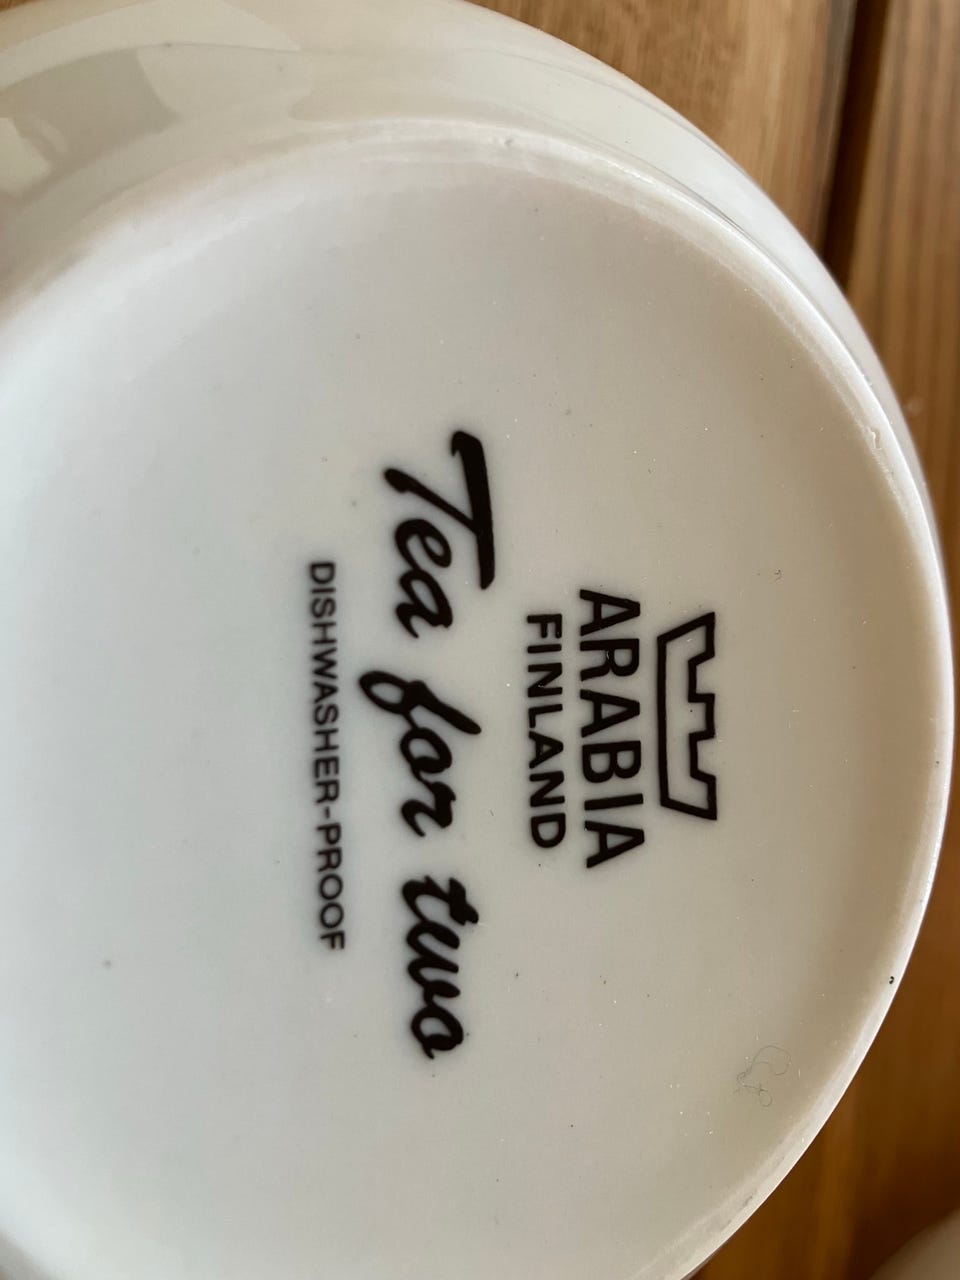 ARABIA
FINLAND
Tea for two
DISHWASHER-PROOF